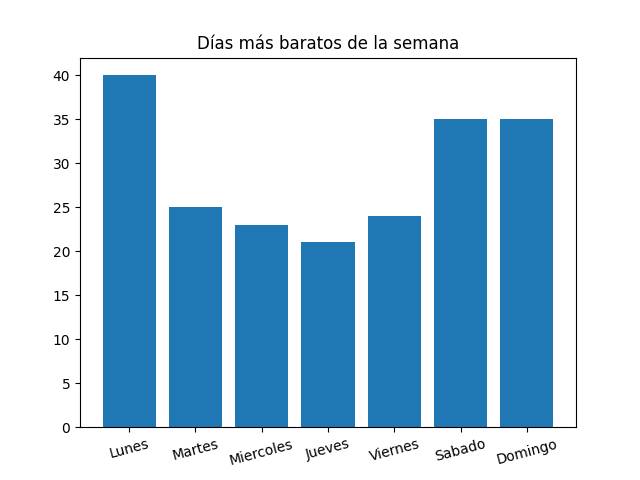 Días más baratos de la semana
40
35
30
25
20
15
10
5
0
Lunes
Martes
Miercoles
Jueves
Viernes
Sabado
Domingo